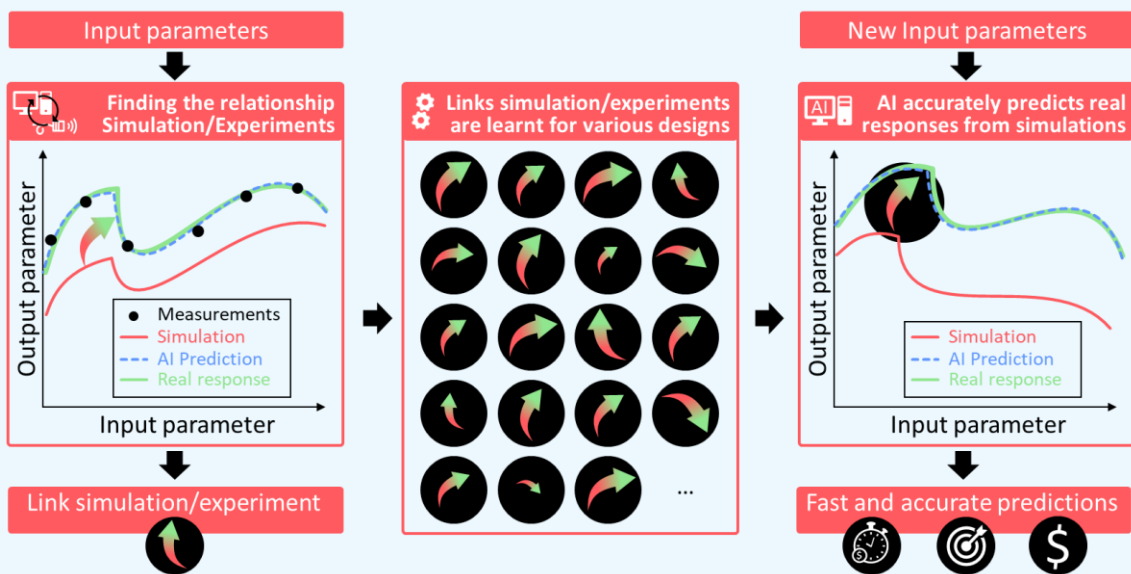 Input parameters
Finding the relationship
Simulation/Experiments
Output parameter
Measurements
Simulation
AI Prediction
Real response
Input parameter
Link simulation/experiment
Links simulation/experiments
are learnt for various designs
...
New Input parameters
AI
AI accurately predicts real
responses from simulations
Output parameter
Simulation
AI Prediction
Real response
Input parameter
Fast and accurate predictions
$
$